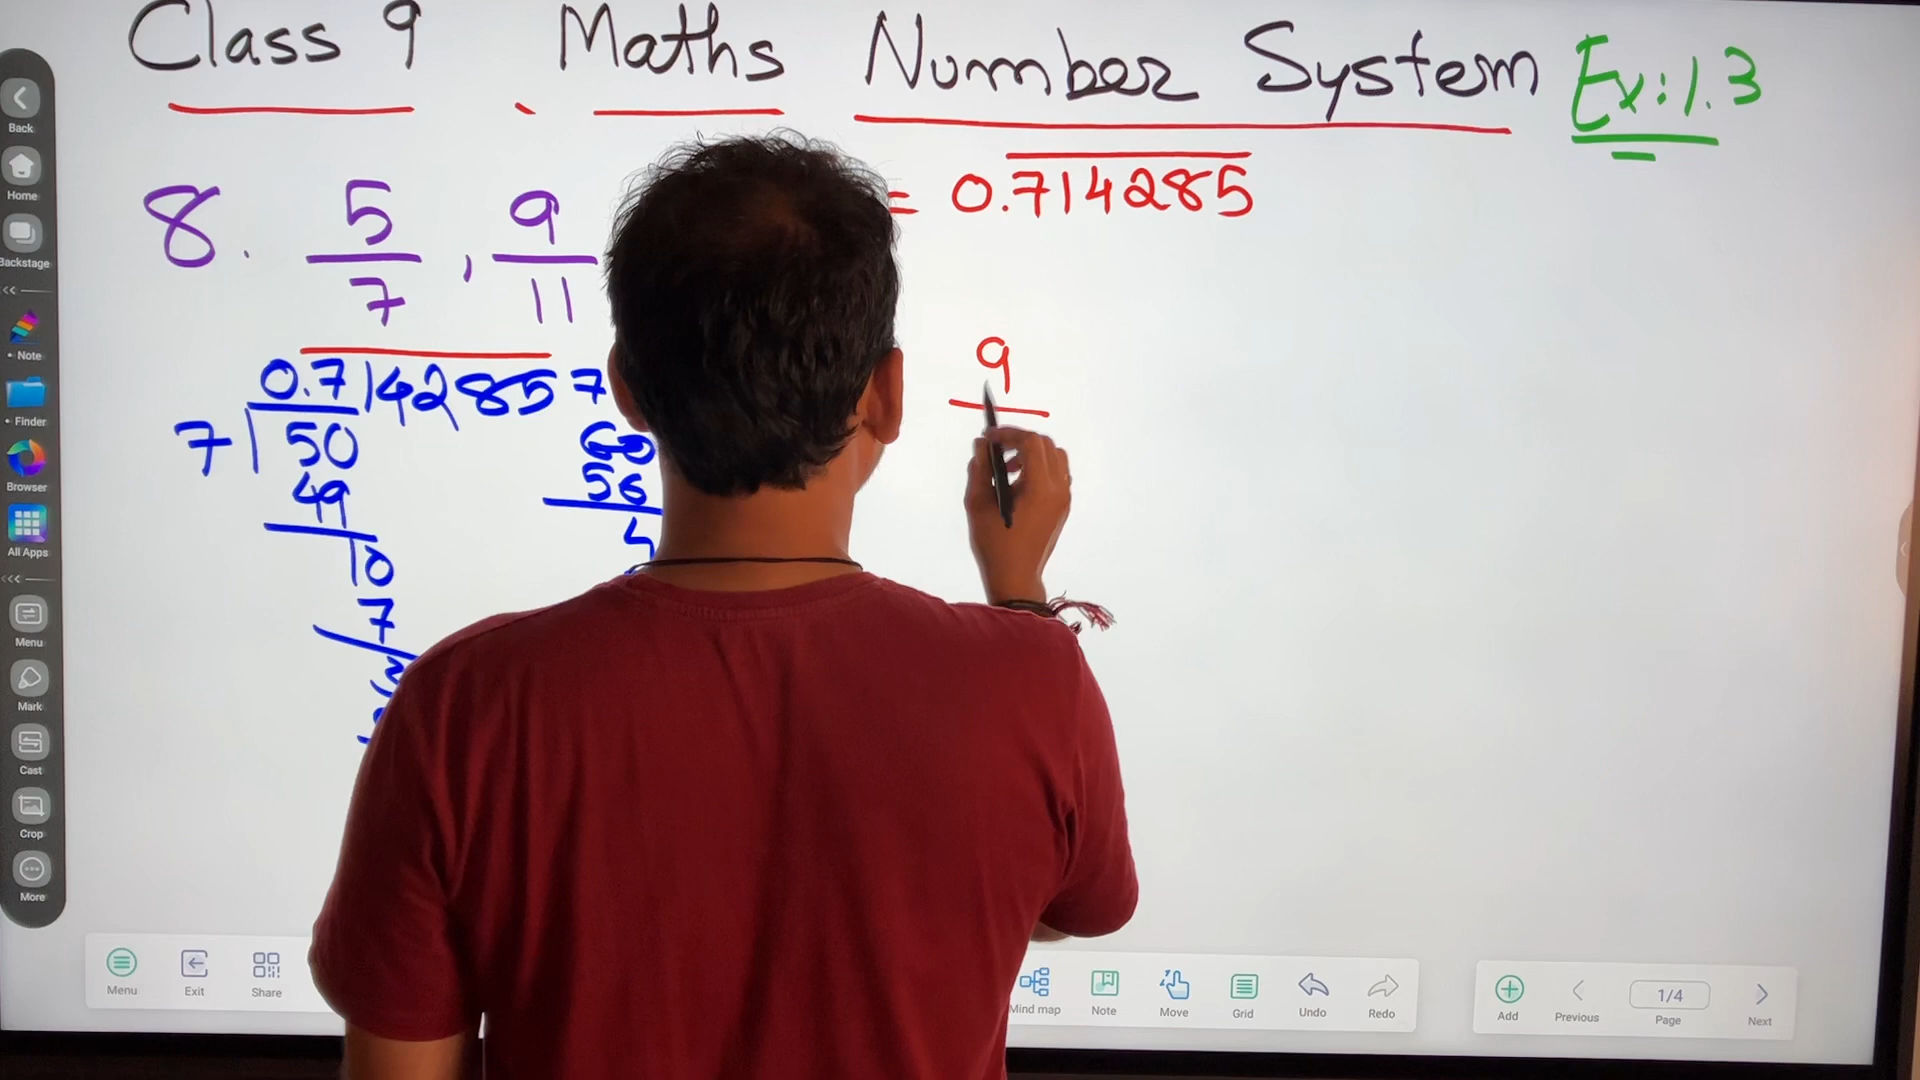 Class 9 Maths Number System Ex: 1.3
8. 5/7 , 9/11
= 0.714285
0.7142857
7 50
49
10
7
60
56
9
Back
Home
Backstage
Note
Finder
Browser
All Apps
Menu
Mark
Cast
Crop
More
Menu Exit Share Mind map Note Move Grid Undo Redo Add Previous 1/4 Page Next